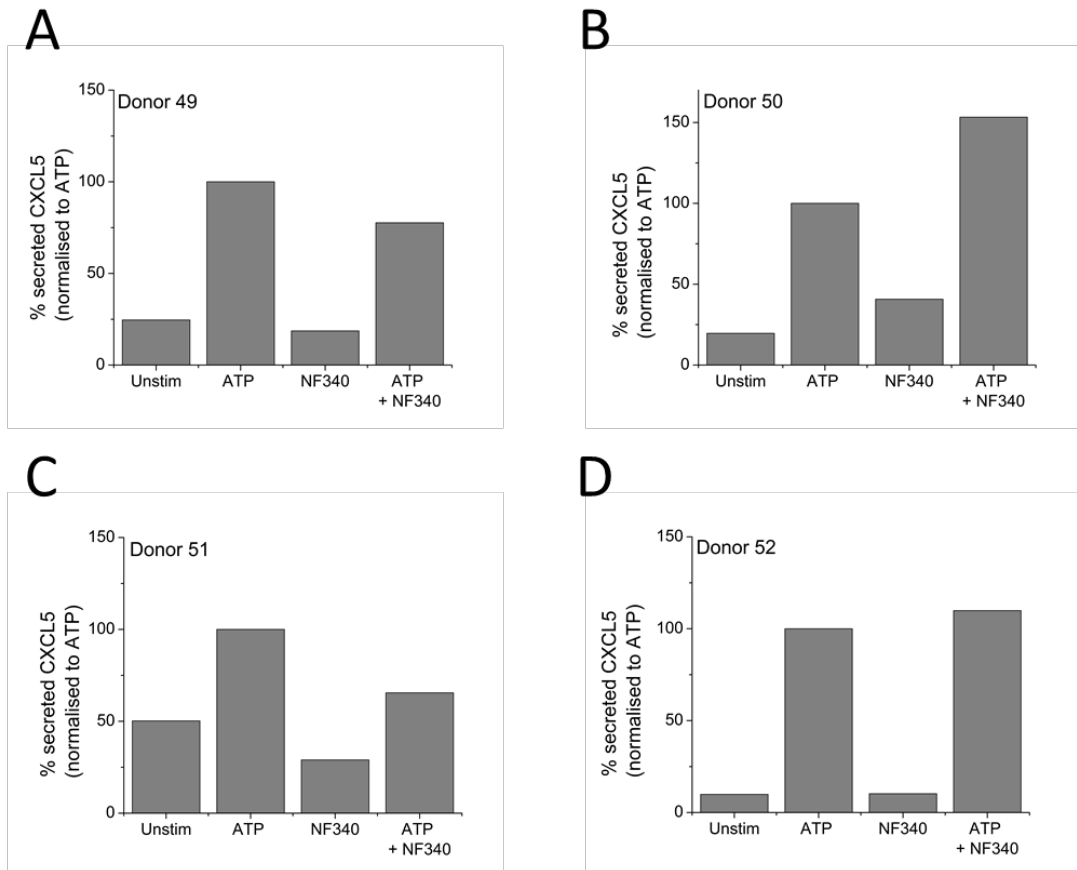 A
Donor 49
% secreted CXCL5
(normalised to ATP)
150
100
50
0
Unstim
ATP
NF340
ATP
+ NF340
B
Donor 50
% secreted CXCL5
(normalised to ATP)
150
100
50
0
Unstim
ATP
NF340
ATP
+ NF340
C
Donor 51
% secreted CXCL5
(normalised to ATP)
150
100
50
0
Unstim
ATP
NF340
ATP
+ NF340
D
Donor 52
% secreted CXCL5
(normalised to ATP)
150
100
50
0
Unstim
ATP
NF340
ATP
+ NF340